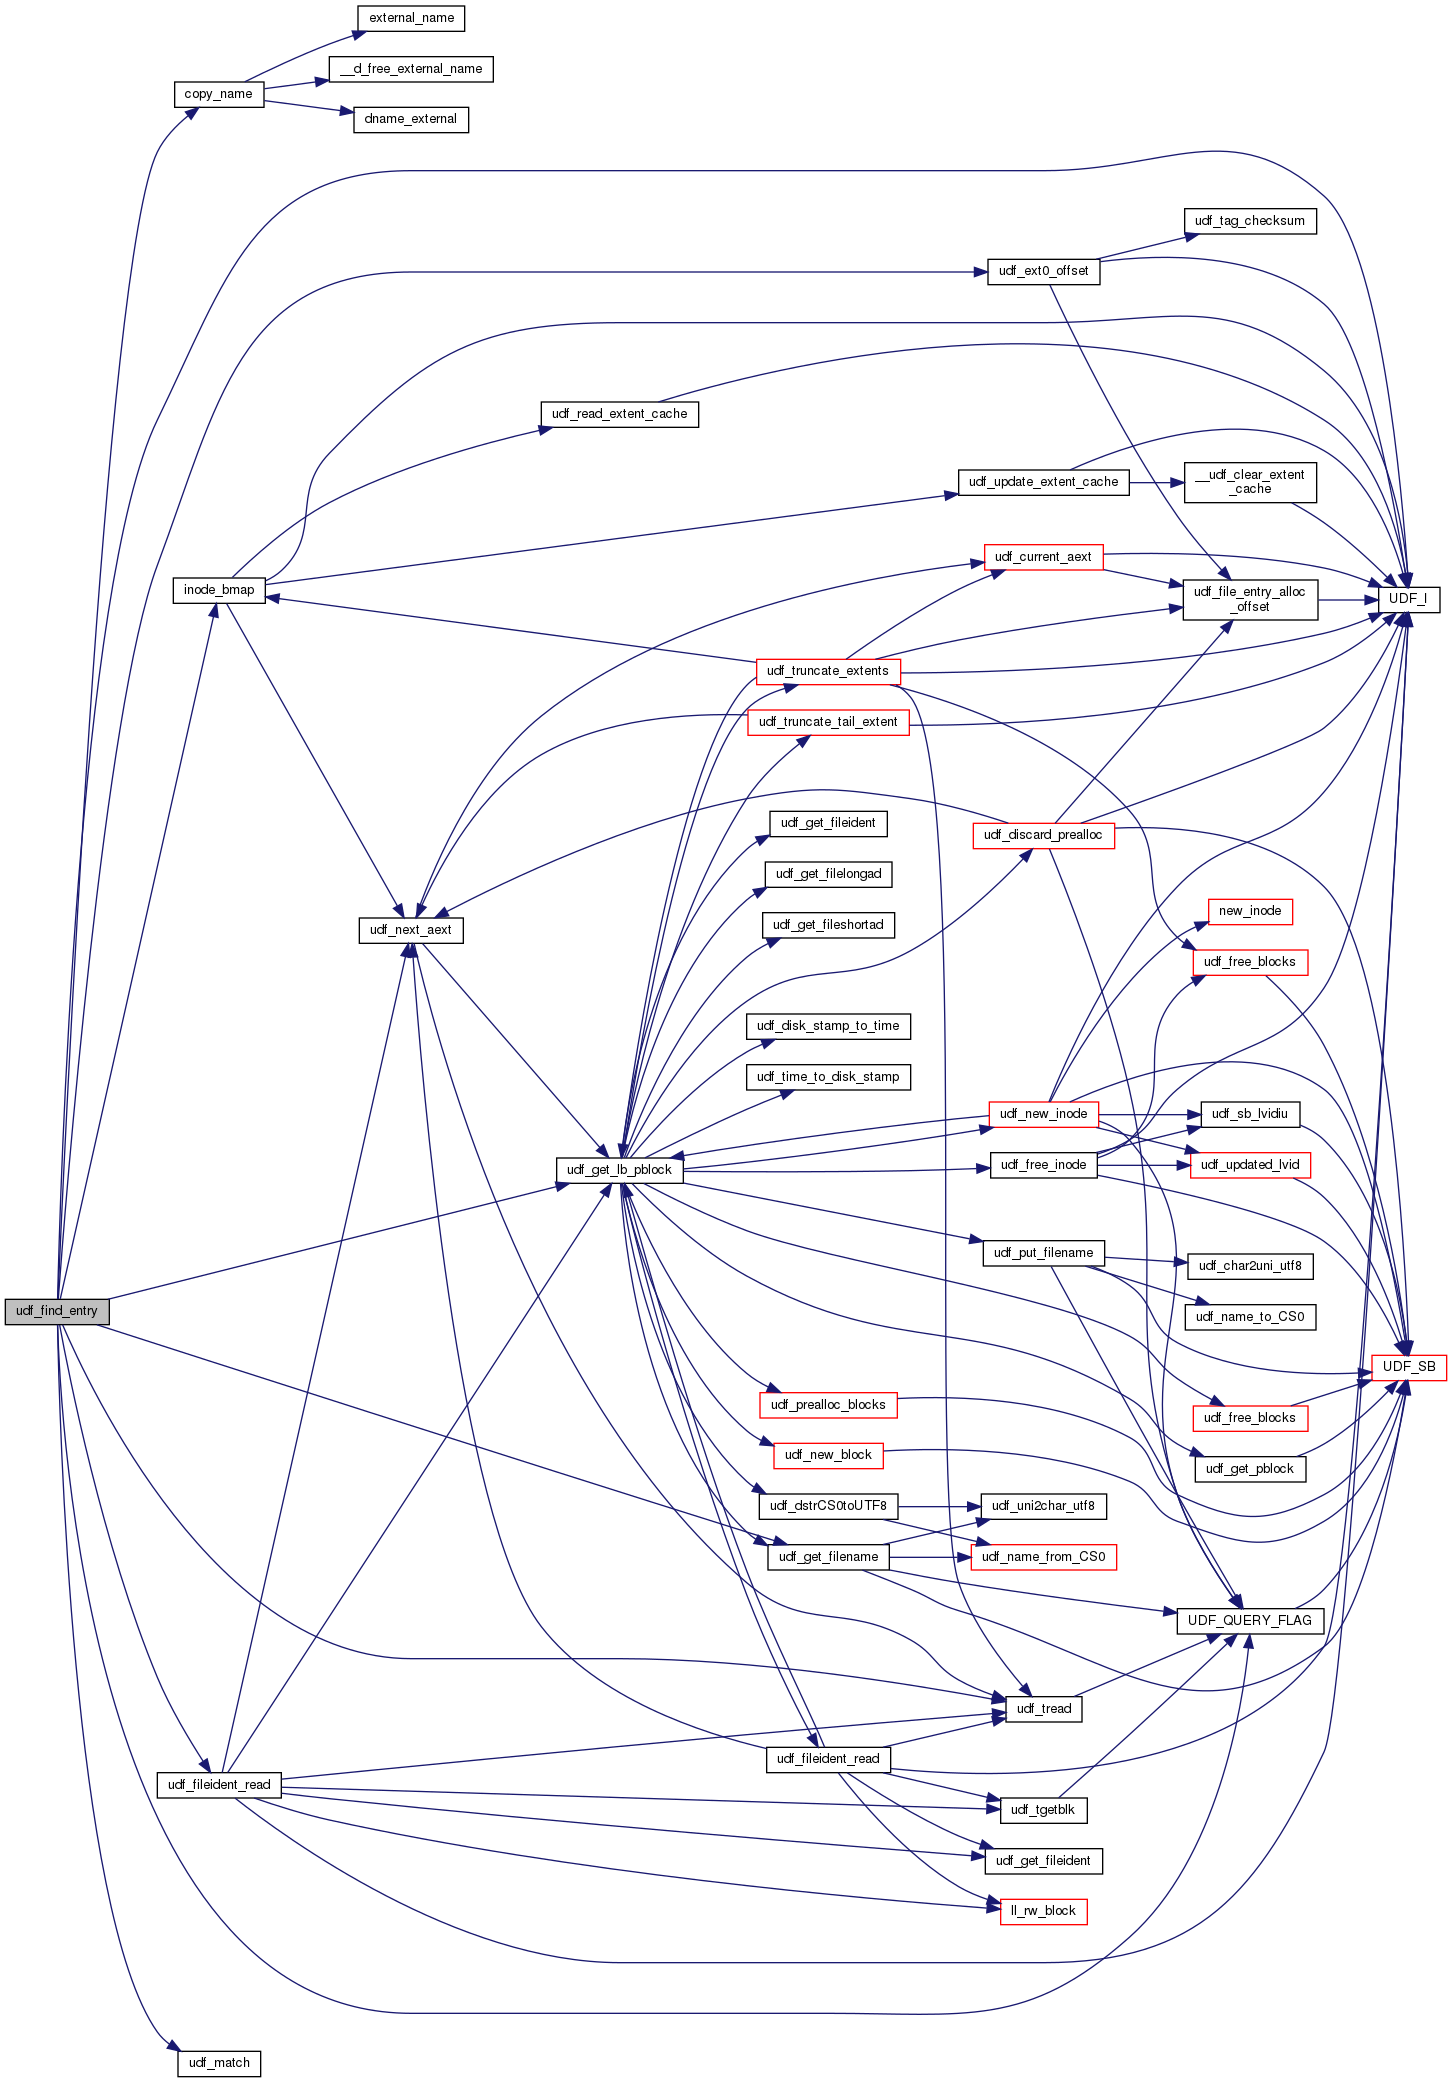 external_name
__d_free_external_name
copy_name
dname_external
udf_tag_checksum
udf_ext0_offset
udf_read_extent_cache
udf_update_extent_cache
__udf_clear_extent
_cache
udf_current_aext
inode_bmap
udf_file_entry_alloc
_offset
UDF_I
udf_truncate_extents
udf_truncate_tail_extent
udf_get_fileident
udf_discard_prealloc
udf_get_filelongad
new_inode
udf_get_fileshortad
udf_next_aext
udf_free_blocks
udf_disk_stamp_to_time
udf_time_to_disk_stamp
udf_new_inode
udf_sb_lvidiu
udf_get_lb_pblock
udf_free_inode
udf_updated_lvid
udf_put_filename
udf_char2uni_utf8
udf_find_entry
udf_name_to_CS0
UDF_SB
udf_prealloc_blocks
udf_free_blocks
udf_new_block
udf_get_pblock
udf_dstrCS0toUTF8
udf_uni2char_utf8
udf_get_filename
udf_name_from_CS0
UDF_QUERY_FLAG
udf_tread
udf_fileident_read
udf_fileident_read
udf_tgetblk
udf_get_fileident
ll_rw_block
udf_match